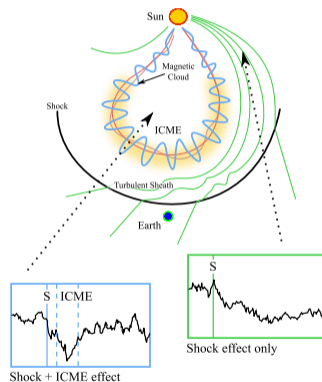 Sun
Magnetic
Cloud
Shock
ICME
Turbulent Sheath
Earth
S
S ICME
Shock effect only
Shock + ICME effect